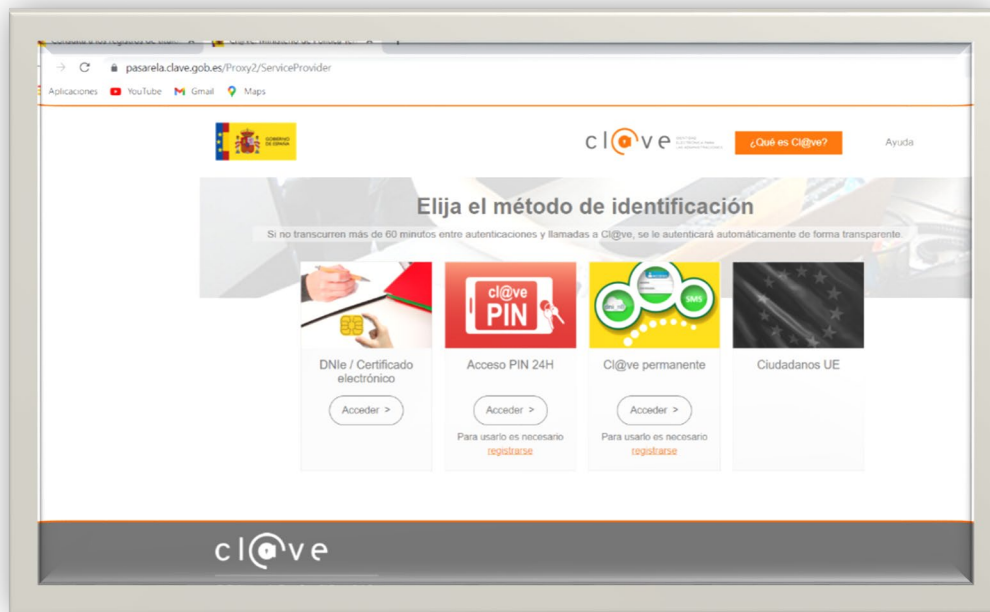 pasarela.clave.gob.es/Proxy2/ServiceProvider
Aplicaciones YouTube Gmail Maps
GOBIERNO DE ESPAÑA
cl@ve
¿Qué es Cl@ve?
Ayuda
Elija el método de identificación
Si no transcurren más de 60 minutos entre autenticaciones y llamadas a Cl@ve, se le autenticará automáticamente de forma transparente.
cl@ve
PIN
SMS
DNIe / Certificado
electrónico
Acceder >
Acceso PIN 24H
Acceder >
Para usarlo es necesario
registrarse
Cl@ve permanente
Acceder >
Para usarlo es necesario
registrarse
Ciudadanos UE
cl@ve